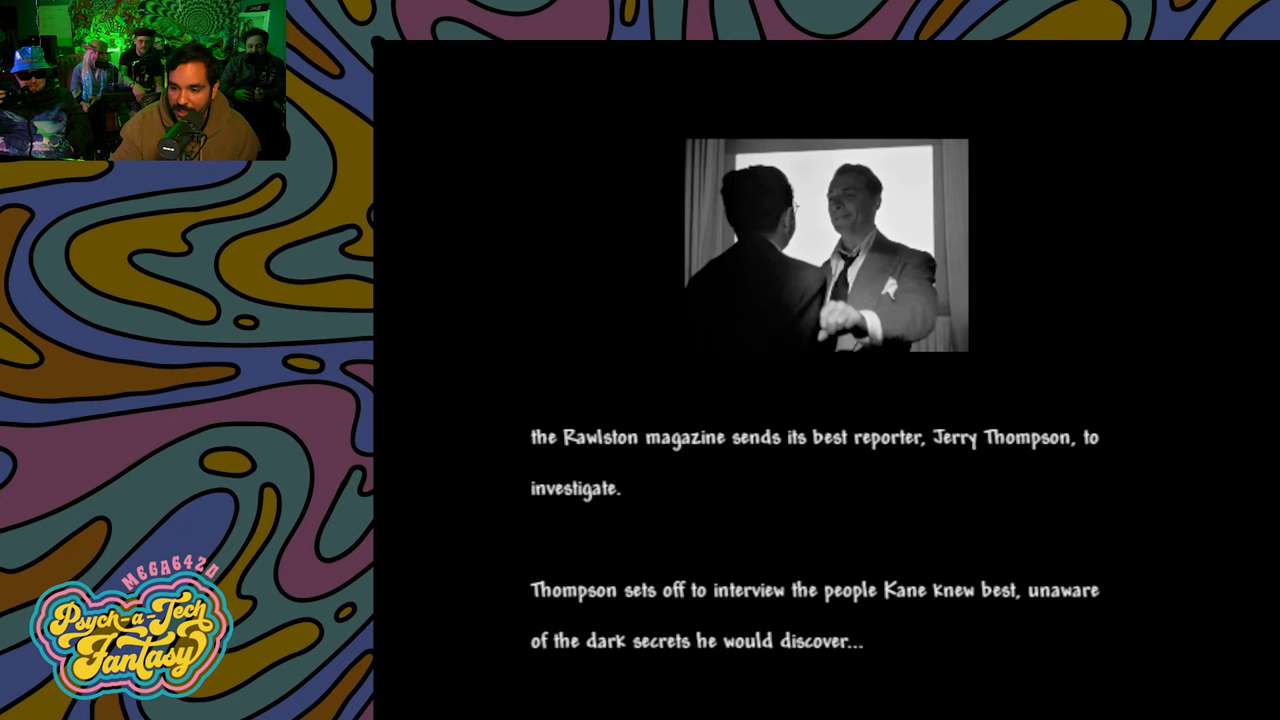 the Rawlston magazine sends its best reporter, Jerry Thompson, to
investigate.
Thompson sets off to interview the people Kane knew best, unaware
of the dark secrets he would discover...
MEGA64ZO
Psych-a-Tech
Fantasy